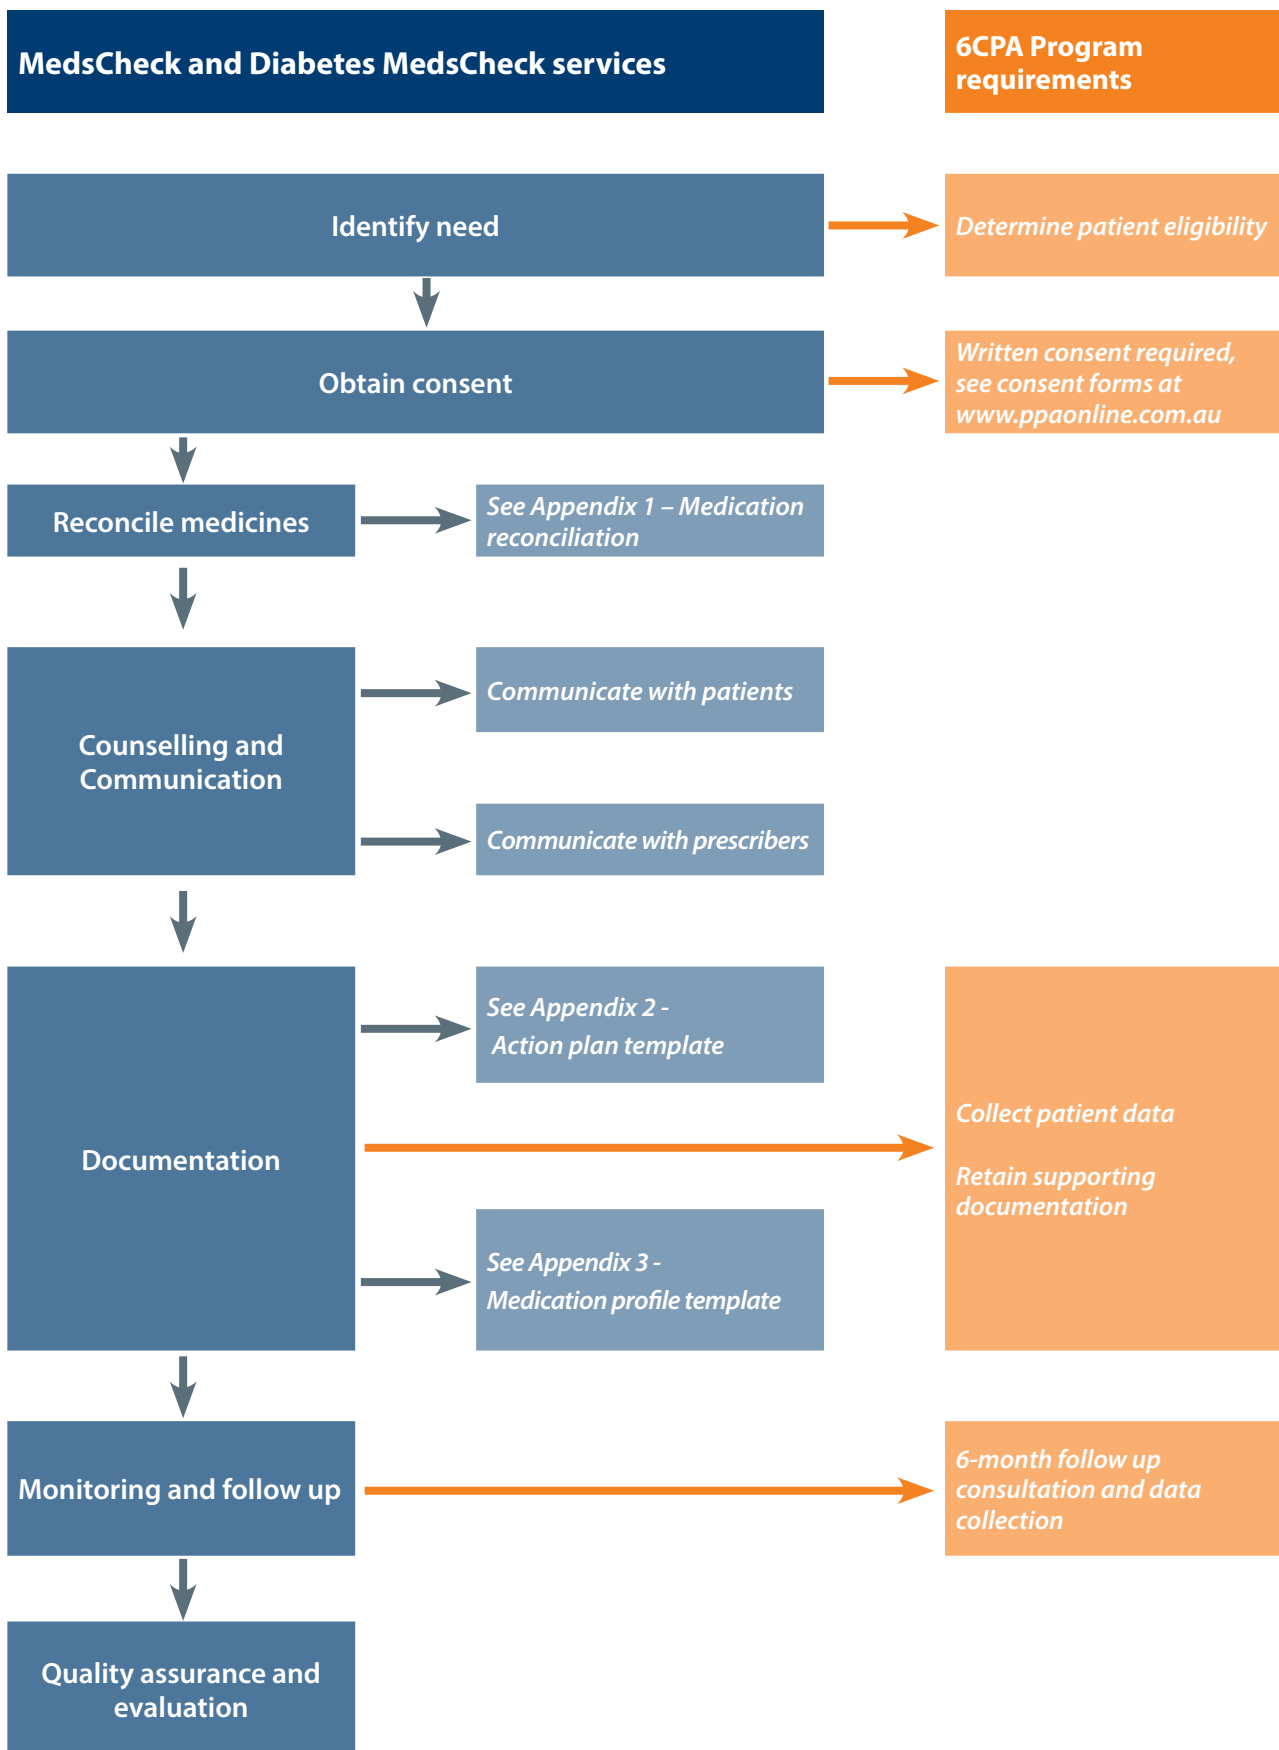 MedsCheck and Diabetes MedsCheck services
6CPA Program
requirements
Identify need
Determine patient eligibility
Obtain consent
Written consent required,
see consent forms at
www.ppaonline.com.au
Reconcile medicines
See Appendix 1 – Medication
reconciliation
Counselling and
Communication
Communicate with patients
Communicate with prescribers
Documentation
See Appendix 2 -
Action plan template
Collect patient data
Retain supporting
documentation
See Appendix 3 -
Medication profile template
Monitoring and follow up
6-month follow up
consultation and data
collection
Quality assurance and
evaluation